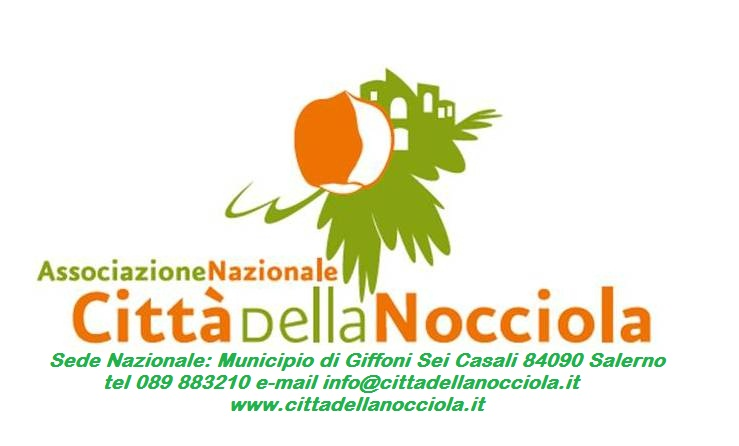 AssociazioneNazionale
CittàDellaNocciola
Sede Nazionale: Municipio di Giffoni Sei Casali 84090 Salerno
tel 089 883210 e-mail info@cittadellanocciola.it
www.cittadellanocciola.it